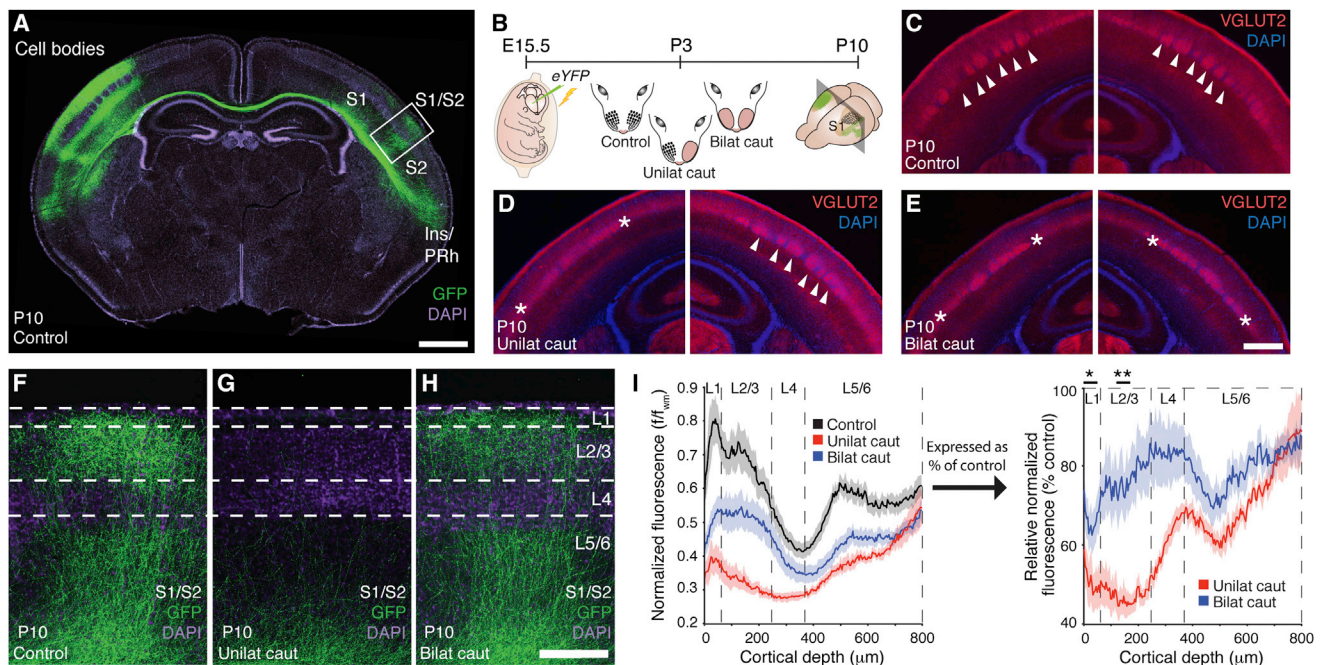 A
Cell bodies
S1
S1/S2
S2
Ins/
PRh
GFP
DAPI
P10
Control
B
E15.5
P3
P10
eYFP
Control
Unilat caut
Bilat caut
S1
C
VGLUT2
DAPI
P10
Control
D
VGLUT2
DAPI
*
*
P10
Unilat caut
E
VGLUT2
DAPI
*
*
*
*
P10
Bilat caut
F
S1/S2
GFP
DAPI
P10
Control
G
S1/S2
GFP
DAPI
P10
Unilat caut
H
L1
L2/3
L4
L5/6
S1/S2
GFP
DAPI
P10
Bilat caut
I
Normalized fluorescence (f/fwm)
0.9
0.8
0.7
0.6
0.5
0.4
0.3
0.2
L1
L2/3
L4
L5/6
Control
Unilat caut
Bilat caut
0
200
400
600
800
Cortical depth (μm)
Expressed as
% of control
Relative normalized
fluorescence (% control)
* **
100
80
60
40
L1
L2/3
L4
L5/6
Unilat caut
Bilat caut
0
200
400
600
800
Cortical depth (μm)